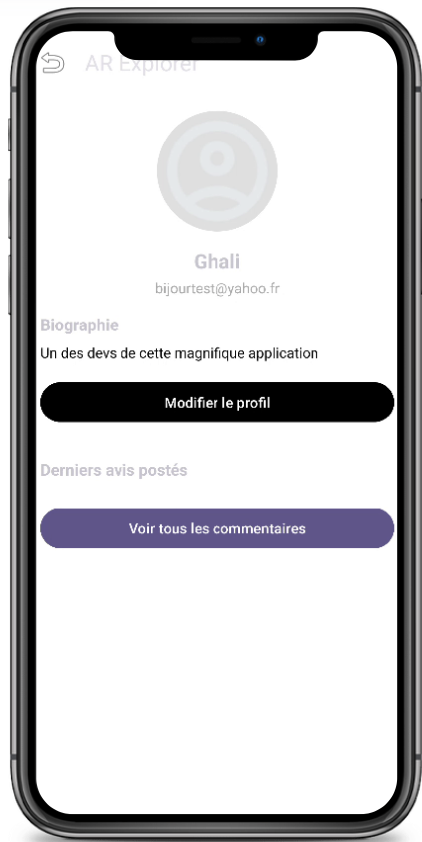 AR Explorer
Ghali
bijourtest@yahoo.fr
Biographie
Un des devs de cette magnifique application
Modifier le profil
Derniers avis postés
Voir tous les commentaires